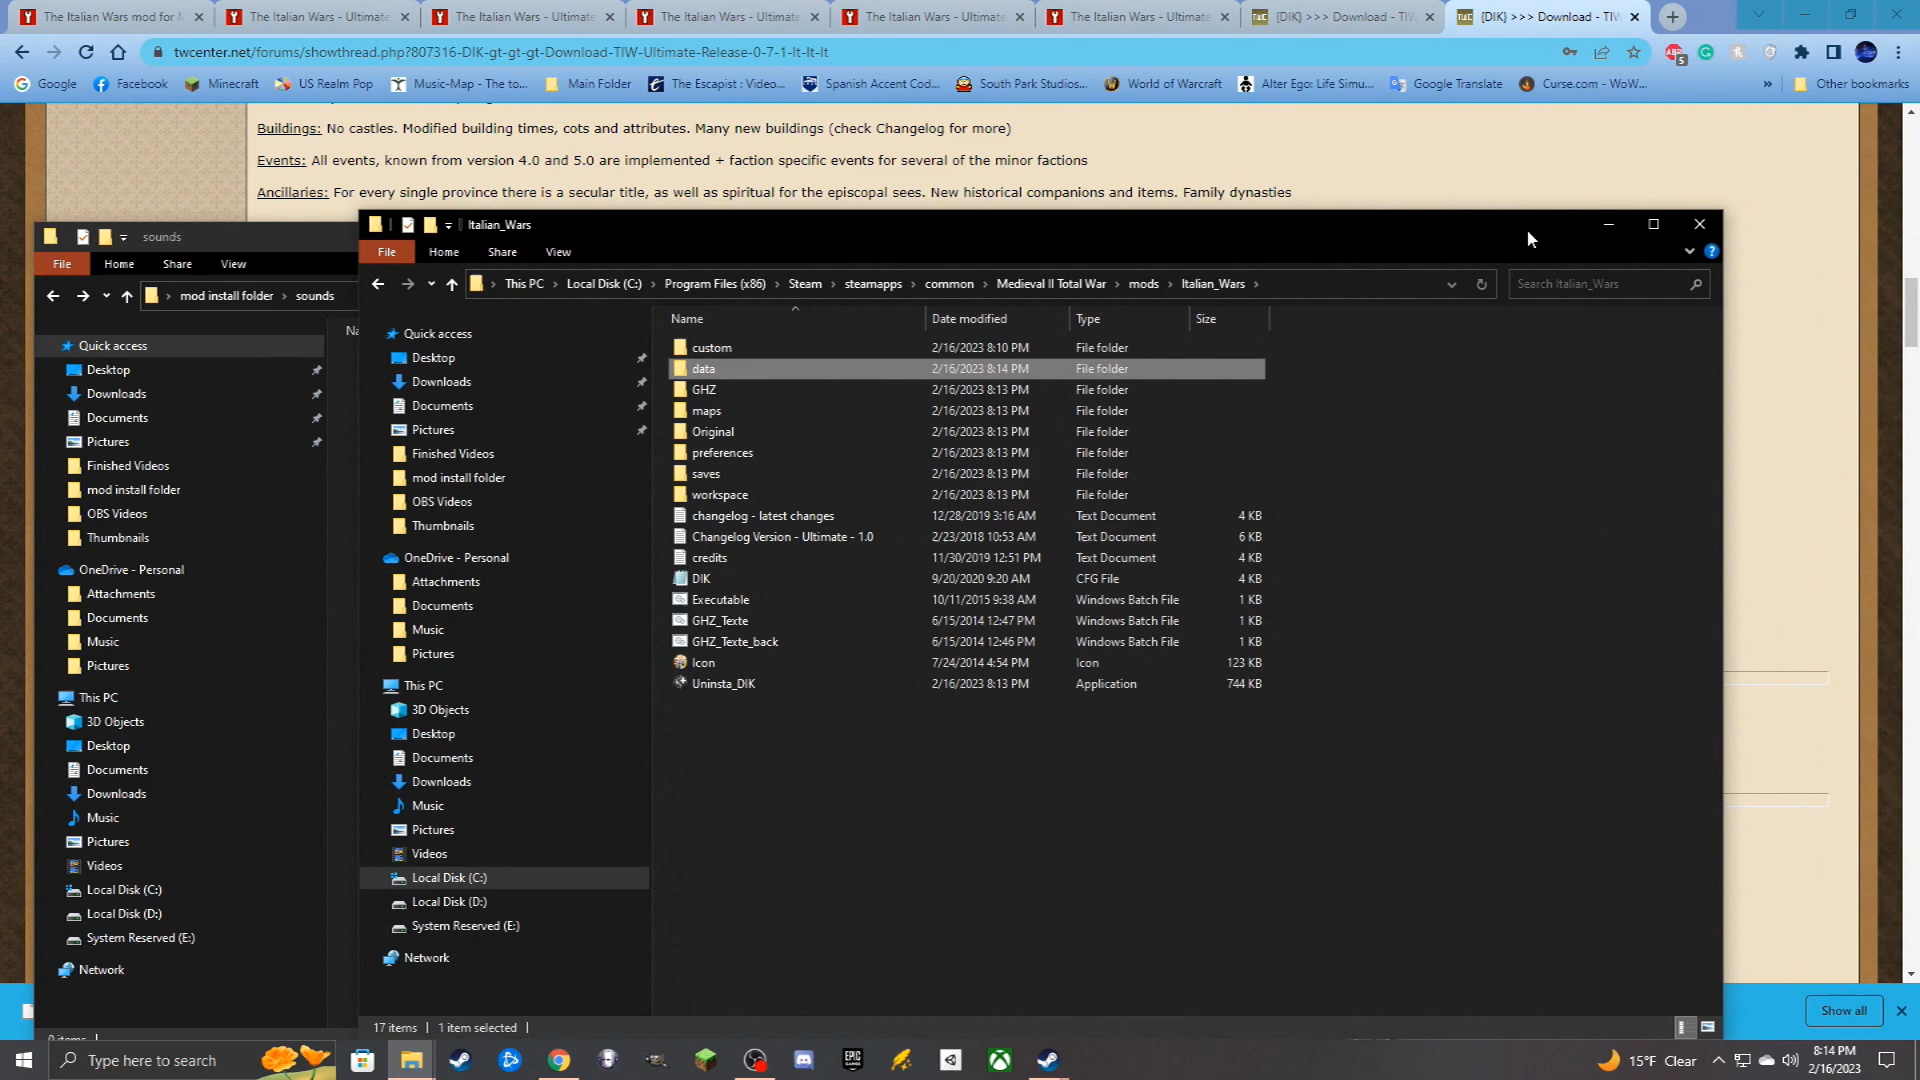 The Italian Wars mod for M
The Italian Wars - Ultimate
The Italian Wars - Ultimate
The Italian Wars - Ultimate
The Italian Wars - Ultimate
The Italian Wars - Ultimate
{DIK} >>> Download - TIW
{DIK} >>> Download - TIW
twcenter.net/forums/showthread.php?807316-DIK-gt-gt-gt-Download-TIW-Ultimate-Release-0-7-1-lt-lt-lt
Google
Facebook
Minecraft
US Realm Pop
Music-Map - The to...
Main Folder
The Escapist : Video...
Spanish Accent Cod...
South Park Studios...
World of Warcraft
Alter Ego: Life Simu...
Google Translate
Curse.com - WoW...
Other bookmarks
Buildings: No castles. Modified building times, cots and attributes. Many new buildings (check Changelog for more)
Events: All events, known from version 4.0 and 5.0 are implemented + faction specific events for several of the minor factions
Ancillaries: For every single province there is a secular title, as well as spiritual for the episcopal sees. New historical companions and items. Family dynasties
sounds
File Home Share View
mod install folder > sounds
Quick access
Desktop
Downloads
Documents
Pictures
Finished Videos
mod install folder
OBS Videos
Thumbnails
OneDrive - Personal
Attachments
Documents
Music
Pictures
This PC
3D Objects
Desktop
Documents
Downloads
Music
Pictures
Videos
Local Disk (C:)
Local Disk (D:)
System Reserved (E:)
Network
Italian_Wars
File Home Share View
This PC > Local Disk (C:) > Program Files (x86) > Steam > steamapps > common > Medieval II Total War > mods > Italian_Wars >
Search Italian_Wars
Quick access
Desktop
Downloads
Documents
Pictures
Finished Videos
mod install folder
OBS Videos
Thumbnails
OneDrive - Personal
Attachments
Documents
Music
Pictures
This PC
3D Objects
Desktop
Documents
Downloads
Music
Pictures
Videos
Local Disk (C:)
Local Disk (D:)
System Reserved (E:)
Network
Name Date modified Type Size
custom 2/16/2023 8:10 PM File folder
data 2/16/2023 8:14 PM File folder
GHZ 2/16/2023 8:13 PM File folder
maps 2/16/2023 8:13 PM File folder
Original 2/16/2023 8:13 PM File folder
preferences 2/16/2023 8:13 PM File folder
saves 2/16/2023 8:13 PM File folder
workspace 2/16/2023 8:13 PM File folder
changelog - latest changes 12/28/2019 3:16 AM Text Document 4 KB
Changelog Version - Ultimate - 1.0 2/23/2018 10:53 AM Text Document 6 KB
credits 11/30/2019 12:51 PM Text Document 4 KB
DIK 9/20/2020 9:20 AM CFG File 4 KB
Executable 10/11/2015 9:38 AM Windows Batch File 1 KB
GHZ_Texte 6/15/2014 12:47 PM Windows Batch File 1 KB
GHZ_Texte_back 6/15/2014 12:46 PM Windows Batch File 1 KB
Icon 7/24/2014 4:54 PM Icon 123 KB
Uninsta_DIK 2/16/2023 8:13 PM Application 744 KB
17 items 1 item selected
Show all
Type here to search
15°F Clear
8:14 PM
2/16/2023